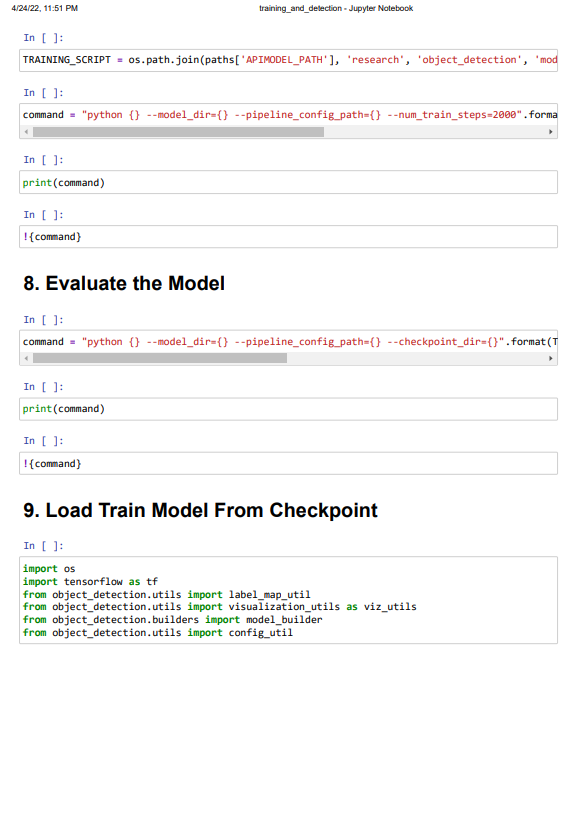 4/24/22, 11:51 PM training_and_detection - Jupyter Notebook
In [ ]:
TRAINING_SCRIPT = os.path.join(paths['APIMODEL_PATH'], 'research', 'object_detection', 'mod
In [ ]:
command = "python {} --model_dir={} --pipeline_config_path={} --num_train_steps=2000".forma
In [ ]:
print(command)
In [ ]:
!{command}
8. Evaluate the Model
In [ ]:
command = "python {} --model_dir={} --pipeline_config_path={} --checkpoint_dir={}".format(T
In [ ]:
print(command)
In [ ]:
!{command}
9. Load Train Model From Checkpoint
In [ ]:
import os
import tensorflow as tf
from object_detection.utils import label_map_util
from object_detection.utils import visualization_utils as viz_utils
from object_detection.builders import model_builder
from object_detection.utils import config_util